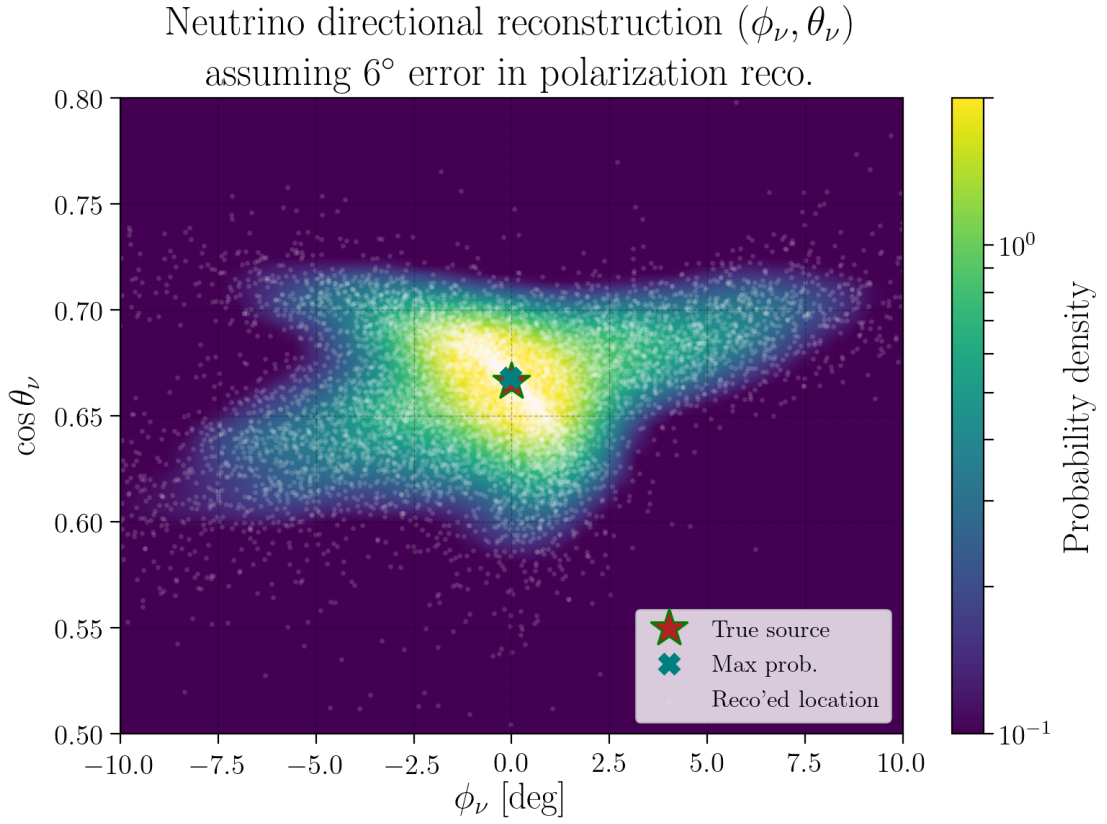 Neutrino directional reconstruction (ϕ_ν, θ_ν)
assuming 6° error in polarization reco.
0.80
0.75
0.70
0.65
0.60
0.55
0.50
cos θ_ν
−10.0 −7.5 −5.0 −2.5 0.0 2.5 5.0 7.5 10.0
ϕ_ν [deg]
True source
Max prob.
Reco'ed location
10^0
10^−1
Probability density